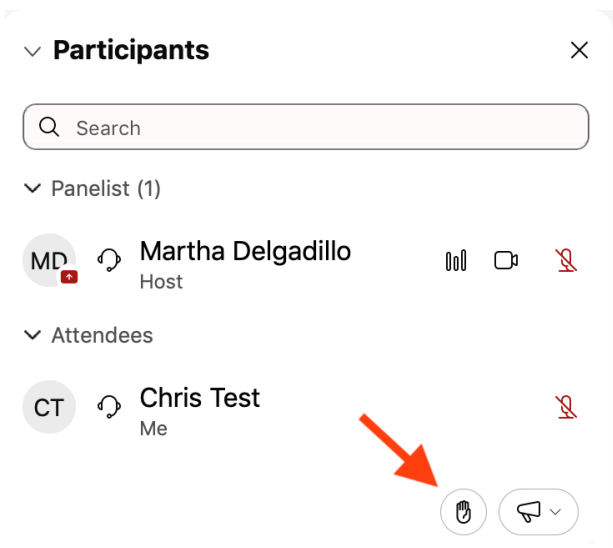 Participants
Search
Panelist (1)
MD
Martha Delgadillo
Host
Attendees
CT
Chris Test
Me